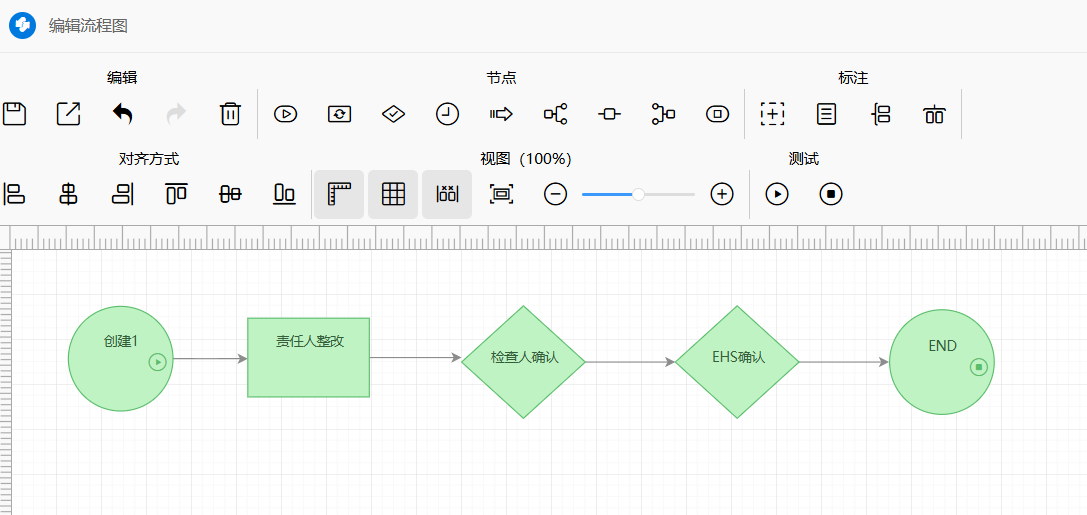 编辑流程图
编辑 节点 标注
对齐方式 视图（100%） 测试
创建1 责任人整改 检查人确认 EHS确认 END